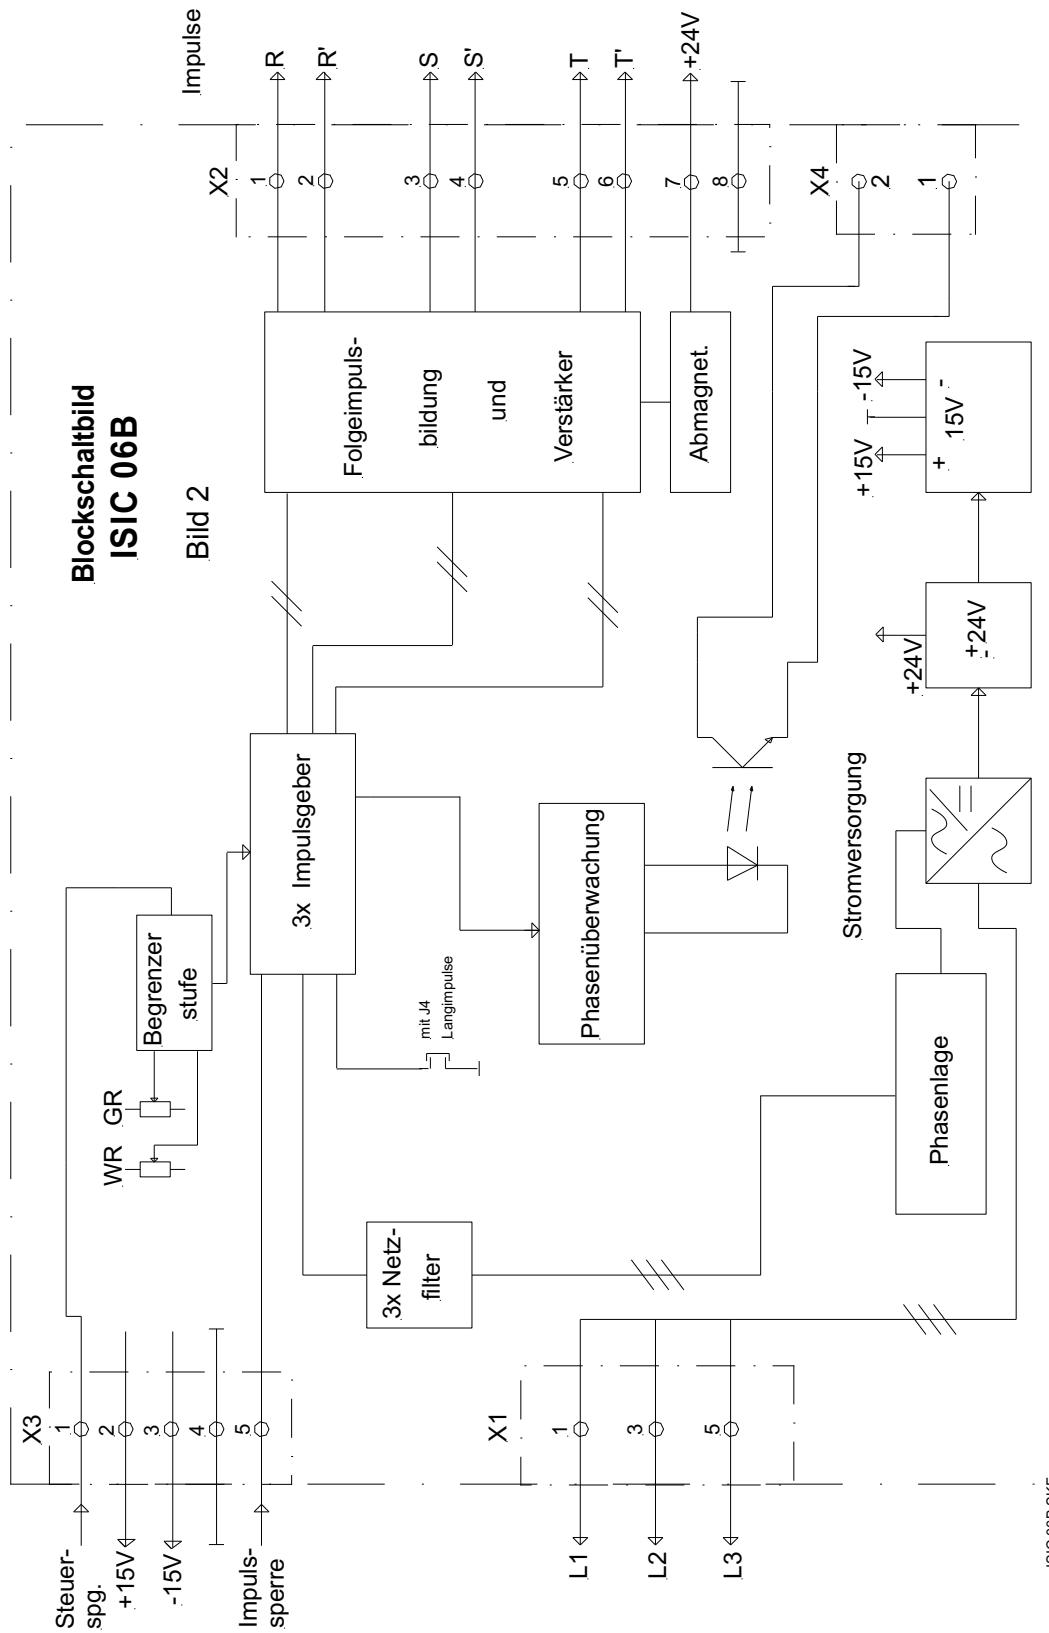 Blockschaltbild
ISIC 06B
Bild 2
Impulse
X3
Steuer-
spg.
1
+15V
2
-15V
3
4
Impuls-
sperre
5
WR
GR
Begrenzer
stufe
3x Impulsgeber
mit J4
Langimpulse
3x Netz-
filter
Folgeimpuls-
bildung
und
Verstärker
Abmagnet.
X2
1
R
2
R'
3
S
4
S'
5
T
6
T'
7
+24V
8
X4
2
1
Phasenüberwachung
X1
L1
1
L2
3
L3
5
Phasenlage
Stromversorgung
+24V
+24V
-
+15V
-15V
+
15V
-